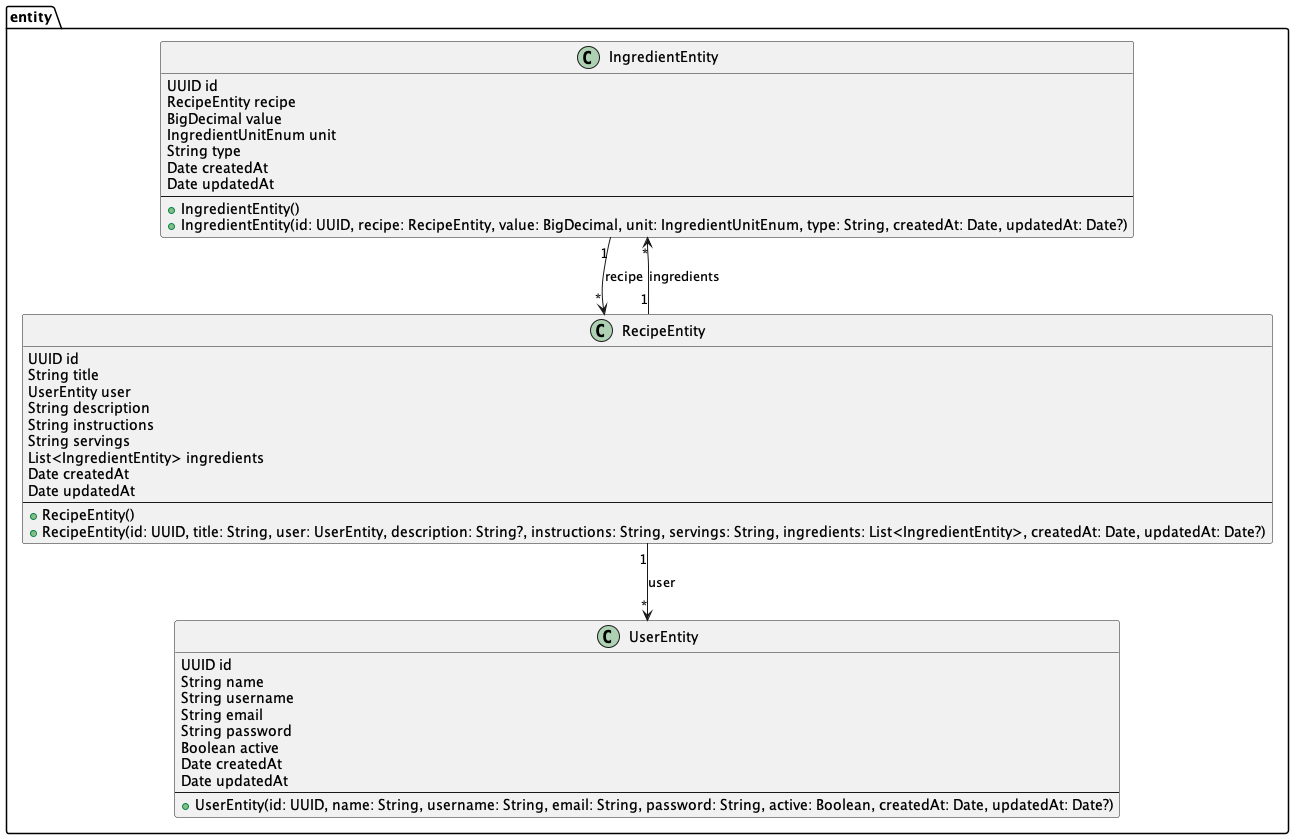 entity
C IngredientEntity
UUID id
RecipeEntity recipe
BigDecimal value
IngredientUnitEnum unit
String type
Date createdAt
Date updatedAt
IngredientEntity()
IngredientEntity(id: UUID, recipe: RecipeEntity, value: BigDecimal, unit: IngredientUnitEnum, type: String, createdAt: Date, updatedAt: Date?)
1 *
recipe ingredients
* 1
C RecipeEntity
UUID id
String title
UserEntity user
String description
String instructions
String servings
List<IngredientEntity> ingredients
Date createdAt
Date updatedAt
RecipeEntity()
RecipeEntity(id: UUID, title: String, user: UserEntity, description: String?, instructions: String, servings: String, ingredients: List<IngredientEntity>, createdAt: Date, updatedAt: Date?)
1
user
*
C UserEntity
UUID id
String name
String username
String email
String password
Boolean active
Date createdAt
Date updatedAt
UserEntity(id: UUID, name: String, username: String, email: String, password: String, active: Boolean, createdAt: Date, updatedAt: Date?)